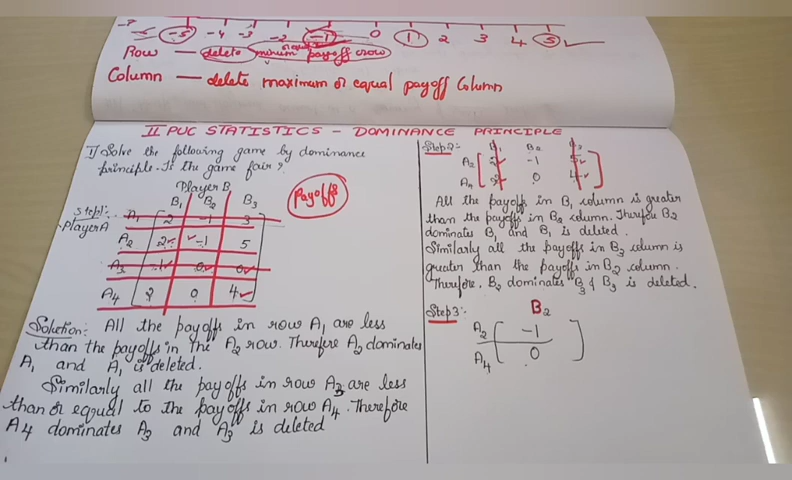 -5 -4 -3 -2 -1 0 1 2 3 4 5
Row — delete minimum or equal payoff row
Column — delete maximum or equal payoff Column
II PUC STATISTICS - DOMINANCE PRINCIPLE
1) Solve the following game by dominance
principle. Is the game fair?
Player B
Payoffs
Step1:
B1 B2 B3
A1 2 -1 3
Player A
A2 2 -1 5
A3 -1 0 0
A4 2 0 4
Solution: All the payoffs in row A1 are less
than the payoffs in the A2 row. Therefore A2 dominates
A1 and A1 is deleted.
Similarly all the payoffs in row A3 are less
than or equal to the payoffs in row A4. Therefore
A4 dominates A3 and A3 is deleted
Step2:
B2
A2 -1 5
A4 0 4
All the payoff in B1 column is greater
than the payoffs in B2 column. Therefore B2
dominates B1 and B1 is deleted.
Similarly all the payoffs in B3 column is
greater than the payoffs in B2 column.
Therefore, B2 dominates B3 & B3 is deleted.
Step3:
B2
A2 -1
A4 0